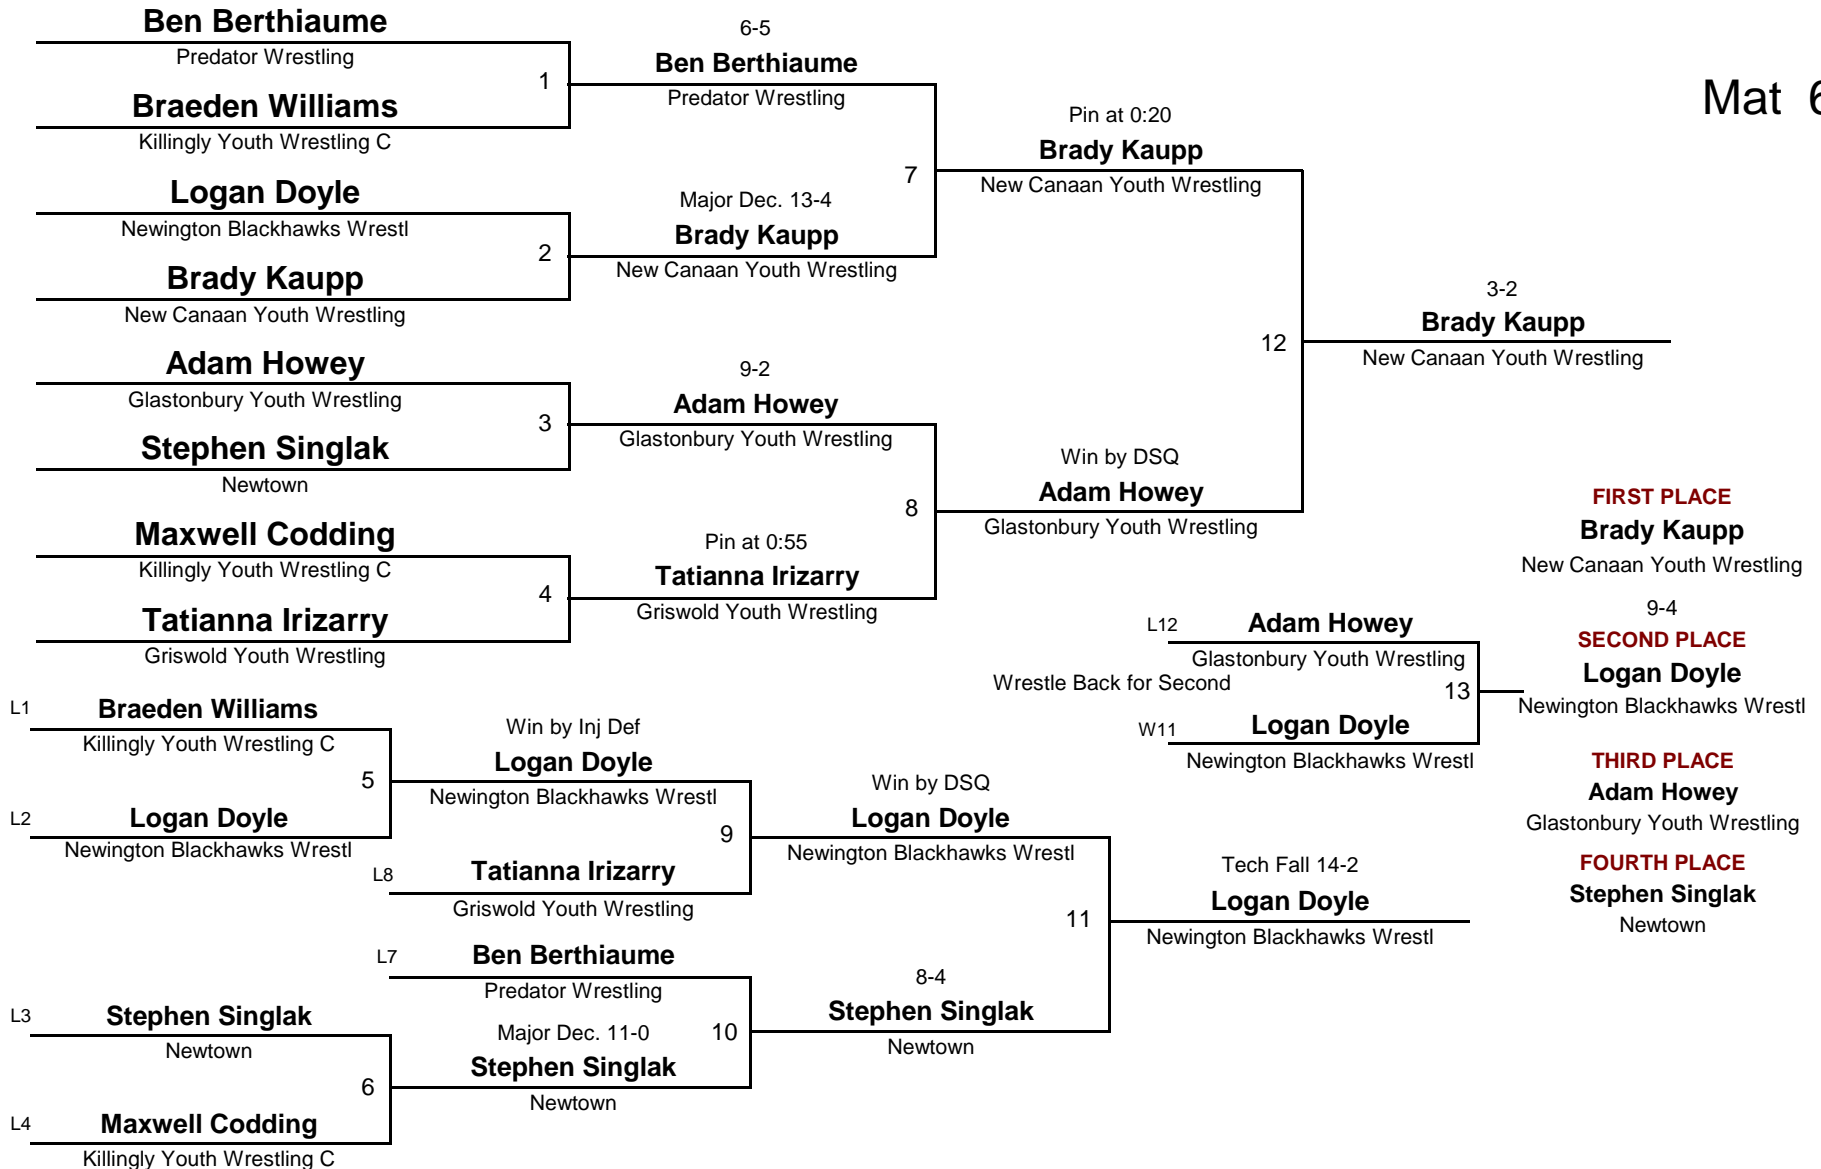 Ben Berthiaume
Predator Wrestling
1
Braeden Williams
Killingly Youth Wrestling C
Logan Doyle
Newington Blackhawks Wrestl
2
Brady Kaupp
New Canaan Youth Wrestling
Adam Howey
Glastonbury Youth Wrestling
3
Stephen Singlak
Newtown
Maxwell Codding
Killingly Youth Wrestling C
4
Tatianna Irizarry
Griswold Youth Wrestling
6-5
Ben Berthiaume
Predator Wrestling
7
Major Dec. 13-4
Brady Kaupp
New Canaan Youth Wrestling
9-2
Adam Howey
Glastonbury Youth Wrestling
8
Pin at 0:55
Tatianna Irizarry
Griswold Youth Wrestling
Pin at 0:20
Brady Kaupp
New Canaan Youth Wrestling
12
Win by DSQ
Adam Howey
Glastonbury Youth Wrestling
Mat 6
3-2
Brady Kaupp
New Canaan Youth Wrestling
L1
Braeden Williams
Killingly Youth Wrestling C
5
L2
Logan Doyle
Newington Blackhawks Wrestl
L3
Stephen Singlak
Newtown
6
L4
Maxwell Codding
Killingly Youth Wrestling C
Win by Inj Def
Logan Doyle
Newington Blackhawks Wrestl
9
L8
Tatianna Irizarry
Griswold Youth Wrestling
L7
Ben Berthiaume
Predator Wrestling
10
Major Dec. 11-0
Stephen Singlak
Newtown
Win by DSQ
Logan Doyle
Newington Blackhawks Wrestl
11
8-4
Stephen Singlak
Newtown
Tech Fall 14-2
Logan Doyle
Newington Blackhawks Wrestl
L12
Adam Howey
Glastonbury Youth Wrestling
Wrestle Back for Second
13
W11
Logan Doyle
Newington Blackhawks Wrestl
FIRST PLACE
Brady Kaupp
New Canaan Youth Wrestling
9-4
SECOND PLACE
Logan Doyle
Newington Blackhawks Wrestl
THIRD PLACE
Adam Howey
Glastonbury Youth Wrestling
FOURTH PLACE
Stephen Singlak
Newtown